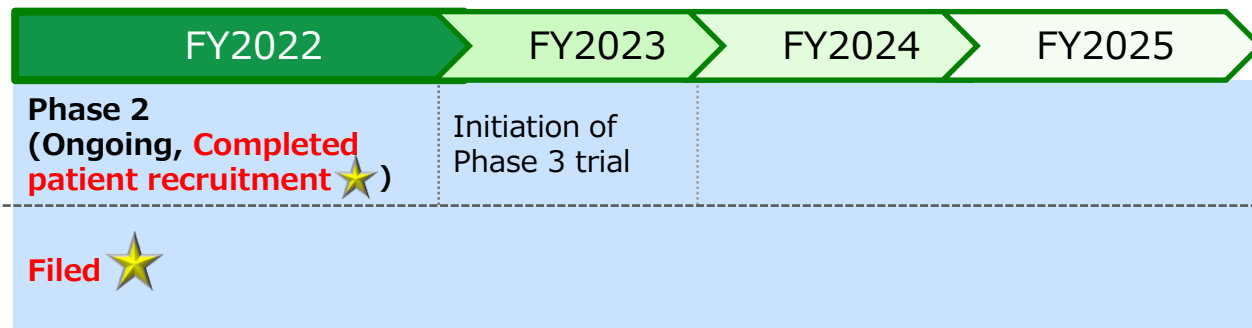 FY2022 FY2023 FY2024 FY2025
Phase 2
(Ongoing, Completed
patient recruitment )
Initiation of
Phase 3 trial
Filed